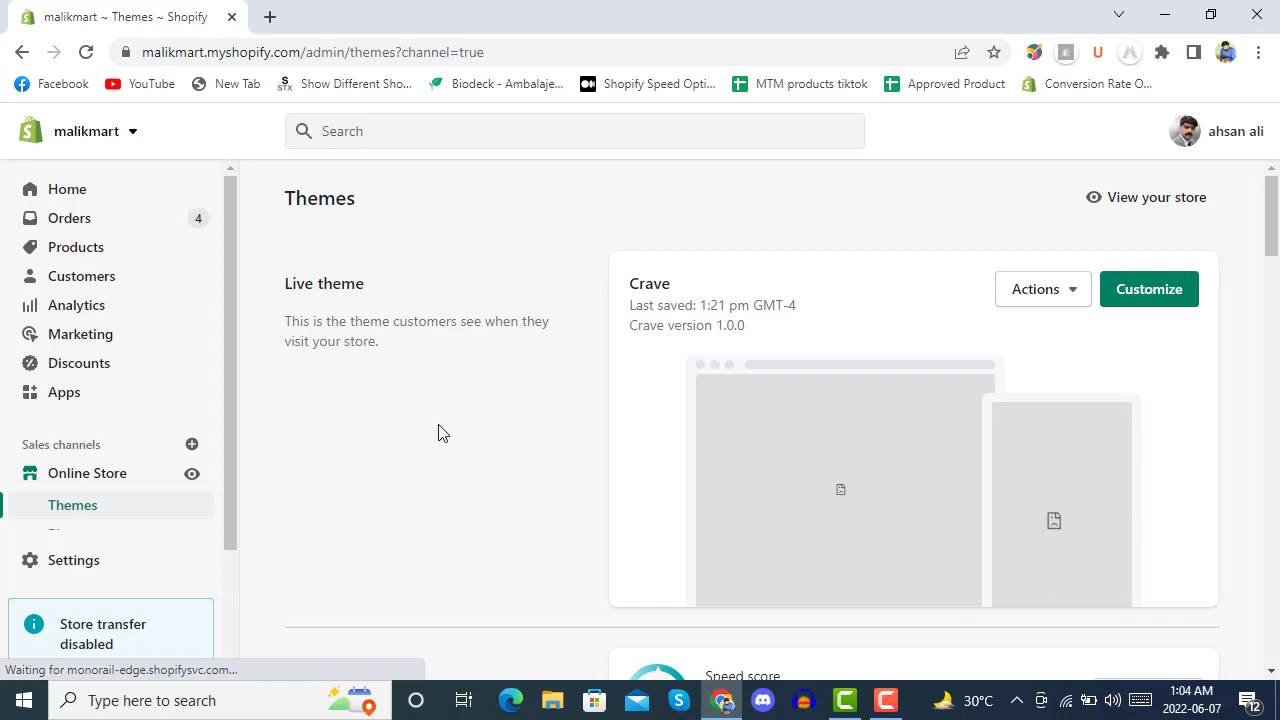 malikmart ~ Themes ~ Shopify
malikmart.myshopify.com/admin/themes?channel=true
Facebook
YouTube
New Tab
STX
Show Different Sho...
Biodeck - Ambalaje...
Shopify Speed Opti...
MTM products tiktok
Approved Product
Conversion Rate O...
malikmart
Search
ahsan ali
Home
Orders
4
Products
Customers
Analytics
Marketing
Discounts
Apps
Sales channels
Online Store
Themes
Settings
Store transfer
disabled
Waiting for monorail-edge.shopifysvc.com...
Themes
View your store
Live theme
This is the theme customers see when they
visit your store.
Crave
Last saved: 1:21 pm GMT-4
Crave version 1.0.0
Actions
Customize
Speed score
Type here to search
30°C
1:04 AM
2022-06-07
12